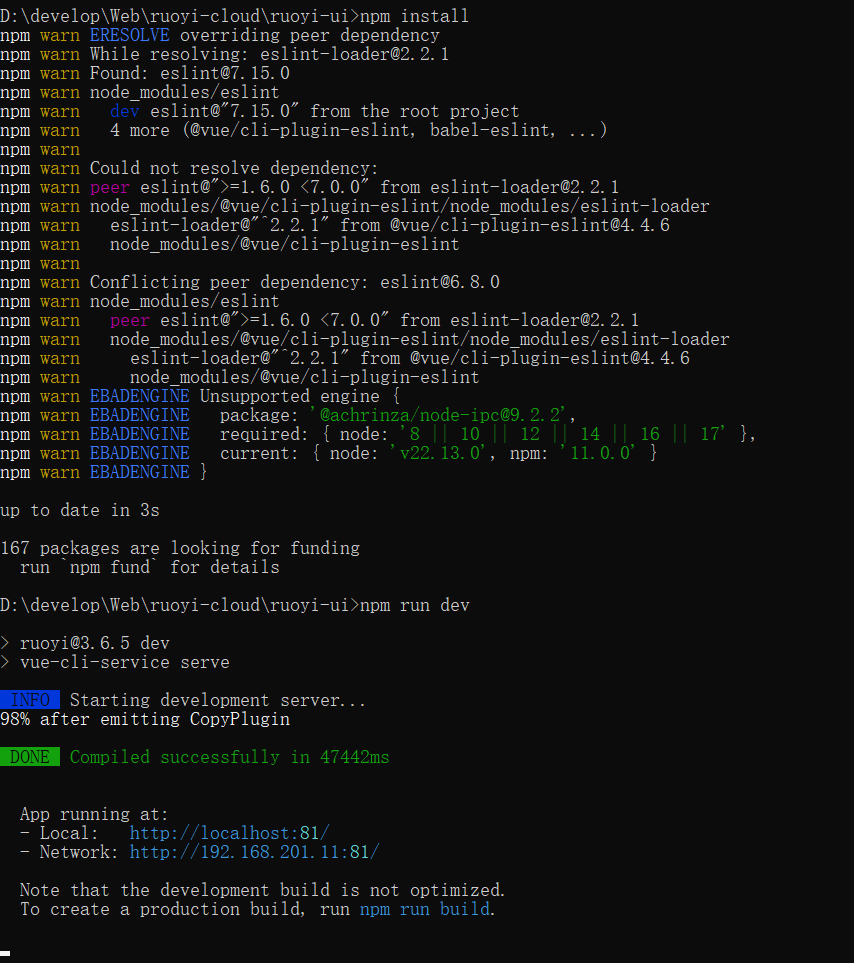 D:\develop\Web\ruoyi-cloud\ruoyi-ui>npm install
npm warn ERESOLVE overriding peer dependency
npm warn While resolving: eslint-loader@2.2.1
npm warn Found: eslint@7.15.0
npm warn node_modules/eslint
npm warn   dev eslint@"7.15.0" from the root project
npm warn   4 more (@vue/cli-plugin-eslint, babel-eslint, ...)
npm warn
npm warn Could not resolve dependency:
npm warn peer eslint@">=1.6.0 <7.0.0" from eslint-loader@2.2.1
npm warn node_modules/@vue/cli-plugin-eslint/node_modules/eslint-loader
npm warn   eslint-loader@"^2.2.1" from @vue/cli-plugin-eslint@4.4.6
npm warn   node_modules/@vue/cli-plugin-eslint
npm warn
npm warn Conflicting peer dependency: eslint@6.8.0
npm warn node_modules/eslint
npm warn   peer eslint@">=1.6.0 <7.0.0" from eslint-loader@2.2.1
npm warn   node_modules/@vue/cli-plugin-eslint/node_modules/eslint-loader
npm warn     eslint-loader@"^2.2.1" from @vue/cli-plugin-eslint@4.4.6
npm warn     node_modules/@vue/cli-plugin-eslint
npm warn EBADENGINE Unsupported engine {
npm warn EBADENGINE   package: '@achrinza/node-ipc@9.2.2',
npm warn EBADENGINE   required: { node: '8 || 10 || 12 || 14 || 16 || 17' },
npm warn EBADENGINE   current: { node: 'v22.13.0', npm: '11.0.0' }
npm warn EBADENGINE }
up to date in 3s
167 packages are looking for funding
  run `npm fund` for details
D:\develop\Web\ruoyi-cloud\ruoyi-ui>npm run dev
> ruoyi@3.6.5 dev
> vue-cli-service serve
INFO  Starting development server...
98% after emitting CopyPlugin
DONE  Compiled successfully in 47442ms
  App running at:
  - Local:   http://localhost:81/
  - Network: http://192.168.201.11:81/
  Note that the development build is not optimized.
  To create a production build, run npm run build.